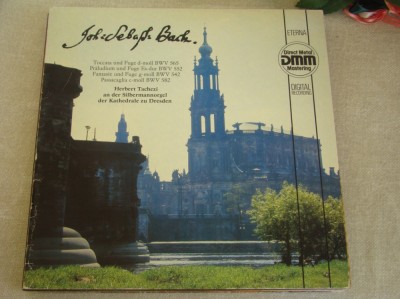 Joh. Sebast. Bach.
Toccata und Fuge d-moll BWV 565
Präludium und Fuge Es-dur BWV 552
Fantasie und Fuge g-moll BWV 542
Passacaglia c-moll BWV 582
Herbert Tachezi
an der Silbermannorgel
der Kathedrale zu Dresden
ETERNA
Direct Metal
DMM
Mastering
DIGITAL
RECORDING